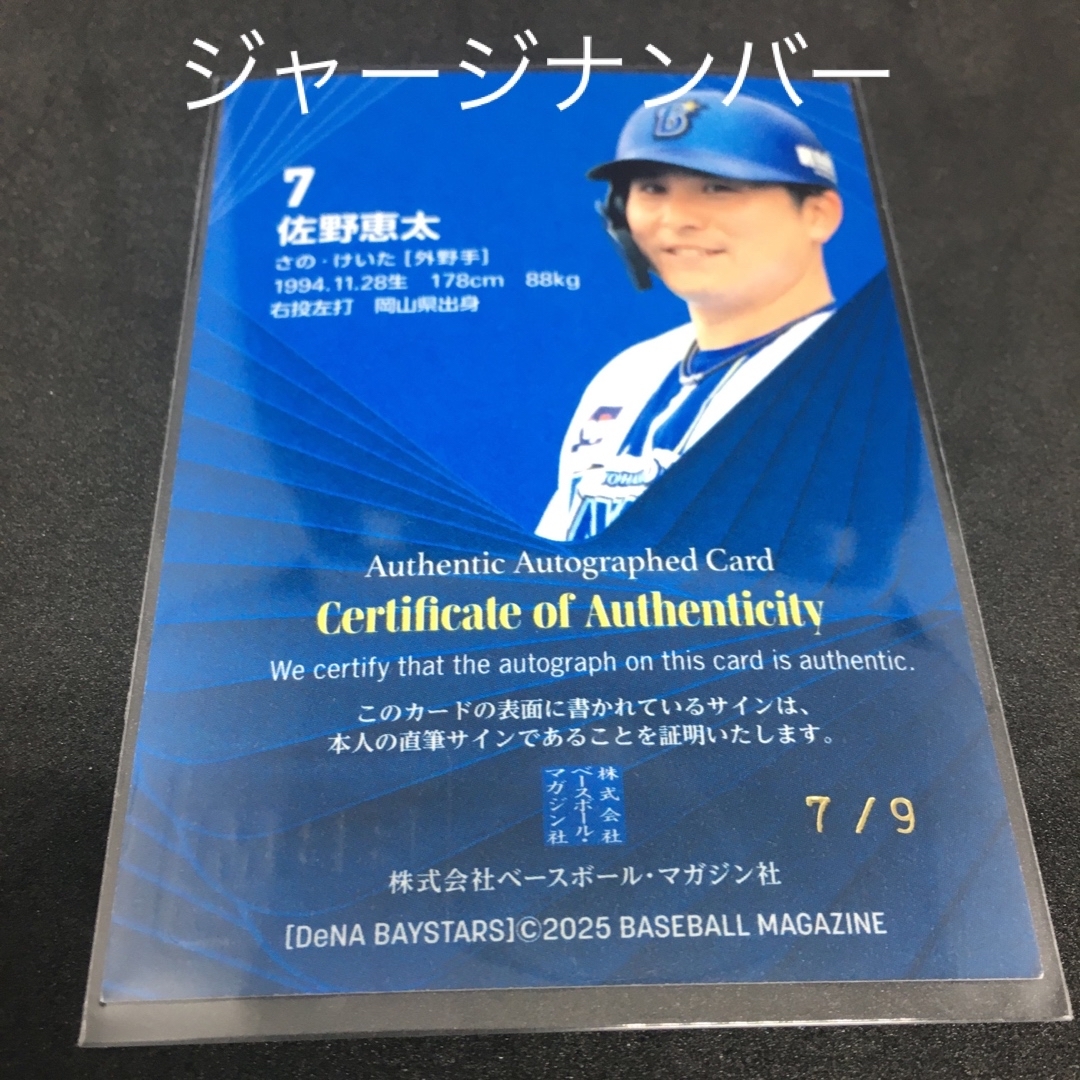 ジャージナンバー
7
佐野恵太
さの・けいた [外野手]
1994.11.28生 178cm 88kg
右投左打 岡山県出身
Authentic Autographed Card
Certificate of Authenticity
We certify that the autograph on this card is authentic.
このカードの表面に書かれているサインは、
本人の直筆サインであることを証明いたします。
株式会社
ベースボール・
マガジン社
7/9
株式会社ベースボール・マガジン社
[DeNA BAYSTARS]©2025 BASEBALL MAGAZINE